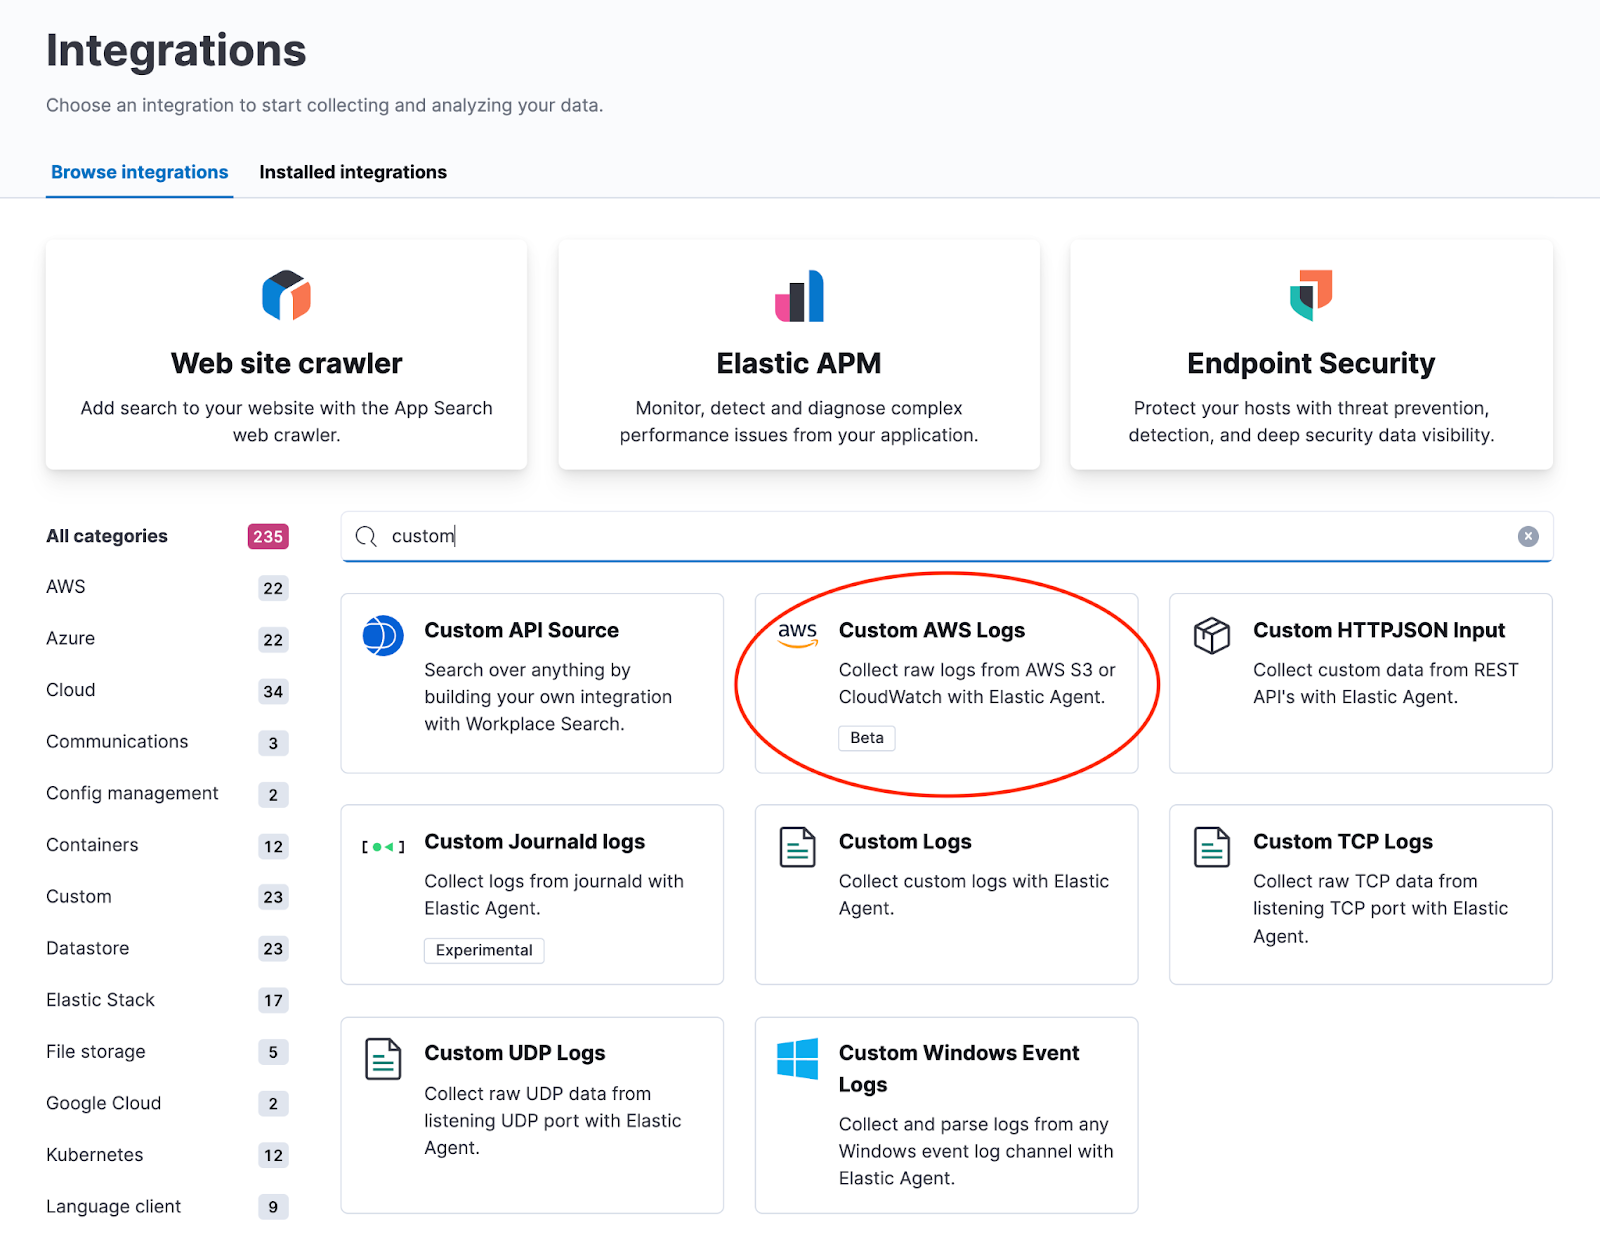 Integrations
Choose an integration to start collecting and analyzing your data.
Browse integrations
Installed integrations
Web site crawler
Add search to your website with the App Search
web crawler.
Elastic APM
Monitor, detect and diagnose complex
performance issues from your application.
Endpoint Security
Protect your hosts with threat prevention,
detection, and deep security data visibility.
All categories 235
AWS 22
Azure 22
Cloud 34
Communications 3
Config management 2
Containers 12
Custom 23
Datastore 23
Elastic Stack 17
File storage 5
Google Cloud 2
Kubernetes 12
Language client 9
custom
Custom API Source
Search over anything by
building your own integration
with Workplace Search.
aws
Custom AWS Logs
Collect raw logs from AWS S3 or
CloudWatch with Elastic Agent.
Beta
Custom HTTPJSON Input
Collect custom data from REST
API's with Elastic Agent.
Custom Journald logs
Collect logs from journald with
Elastic Agent.
Experimental
Custom Logs
Collect custom logs with Elastic
Agent.
Custom TCP Logs
Collect raw TCP data from
listening TCP port with Elastic
Agent.
Custom UDP Logs
Collect raw UDP data from
listening UDP port with Elastic
Agent.
Custom Windows Event
Logs
Collect and parse logs from any
Windows event log channel with
Elastic Agent.